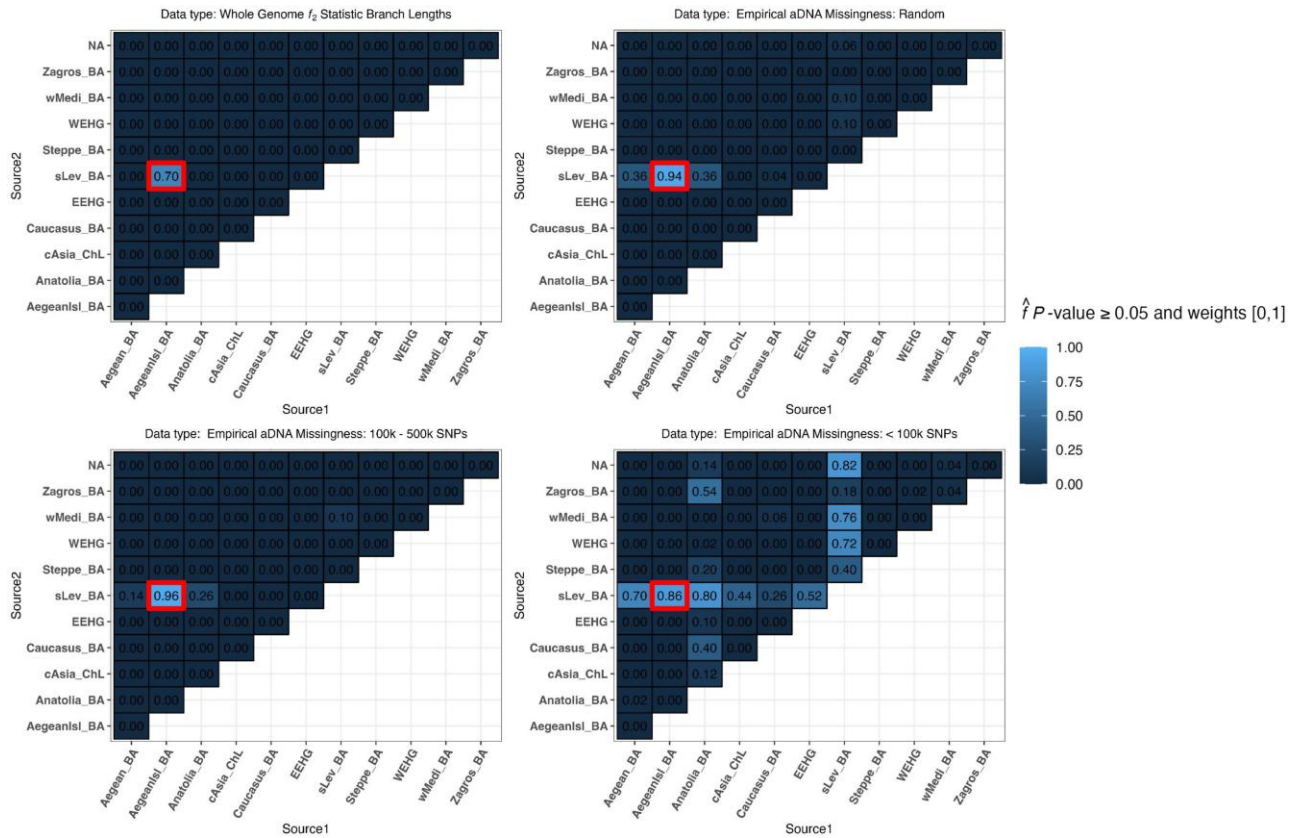 Data type: Whole Genome f2 Statistic Branch Lengths
Source2
NA 0.00 0.00 0.00 0.00 0.00 0.00 0.00 0.00 0.00 0.00 0.00
Zagros_BA 0.00 0.00 0.00 0.00 0.00 0.00 0.00 0.00 0.00 0.00
wMedi_BA 0.00 0.00 0.00 0.00 0.00 0.00 0.00 0.00 0.00
WEHG 0.00 0.00 0.00 0.00 0.00 0.00 0.00 0.00
Steppe_BA 0.00 0.00 0.00 0.00 0.00 0.00 0.00
sLev_BA 0.00 0.70 0.00 0.00 0.00 0.00
EEHG 0.00 0.00 0.00 0.00 0.00
Caucasus_BA 0.00 0.00 0.00 0.00
cAsia_ChL 0.00 0.00 0.00
Anatolia_BA 0.00 0.00
AegeanIsl_BA 0.00
Aegean_BA AegeanIsl_BA Anatolia_BA cAsia_ChL Caucasus_BA EEHG sLev_BA Steppe_BA WEHG wMedi_BA Zagros_BA
Source1
Data type: Empirical aDNA Missingness: Random
Source2
NA 0.00 0.00 0.00 0.00 0.00 0.00 0.06 0.00 0.00 0.00 0.00
Zagros_BA 0.00 0.00 0.00 0.00 0.00 0.00 0.00 0.00 0.00 0.00
wMedi_BA 0.00 0.00 0.00 0.00 0.00 0.00 0.10 0.00 0.00
WEHG 0.00 0.00 0.00 0.00 0.00 0.00 0.10 0.00
Steppe_BA 0.00 0.00 0.00 0.00 0.00 0.00 0.00
sLev_BA 0.36 0.94 0.36 0.00 0.04 0.00
EEHG 0.00 0.00 0.00 0.00 0.00
Caucasus_BA 0.00 0.00 0.00 0.00
cAsia_ChL 0.00 0.00 0.00
Anatolia_BA 0.00 0.00
AegeanIsl_BA 0.00
Aegean_BA AegeanIsl_BA Anatolia_BA cAsia_ChL Caucasus_BA EEHG sLev_BA Steppe_BA WEHG wMedi_BA Zagros_BA
Source1
Data type: Empirical aDNA Missingness: 100k - 500k SNPs
Source2
NA 0.00 0.00 0.00 0.00 0.00 0.00 0.00 0.00 0.00 0.00 0.00
Zagros_BA 0.00 0.00 0.00 0.00 0.00 0.00 0.00 0.00 0.00 0.00
wMedi_BA 0.00 0.00 0.00 0.00 0.00 0.00 0.10 0.00 0.00
WEHG 0.00 0.00 0.00 0.00 0.00 0.00 0.00 0.00
Steppe_BA 0.00 0.00 0.00 0.00 0.00 0.00 0.00
sLev_BA 0.14 0.96 0.26 0.00 0.00 0.00
EEHG 0.00 0.00 0.00 0.00 0.00
Caucasus_BA 0.00 0.00 0.00 0.00
cAsia_ChL 0.00 0.00 0.00
Anatolia_BA 0.00 0.00
AegeanIsl_BA 0.00
Aegean_BA AegeanIsl_BA Anatolia_BA cAsia_ChL Caucasus_BA EEHG sLev_BA Steppe_BA WEHG wMedi_BA Zagros_BA
Source1
Data type: Empirical aDNA Missingness: < 100k SNPs
Source2
NA 0.00 0.00 0.14 0.00 0.00 0.00 0.82 0.00 0.00 0.04 0.00
Zagros_BA 0.00 0.00 0.54 0.00 0.00 0.00 0.18 0.00 0.02 0.04
wMedi_BA 0.00 0.00 0.00 0.00 0.06 0.00 0.76 0.00 0.00
WEHG 0.00 0.00 0.02 0.00 0.00 0.00 0.72 0.00
Steppe_BA 0.00 0.00 0.20 0.00 0.00 0.00 0.40
sLev_BA 0.70 0.86 0.80 0.44 0.26 0.52
EEHG 0.00 0.00 0.10 0.00 0.00
Caucasus_BA 0.00 0.00 0.40 0.00
cAsia_ChL 0.00 0.00 0.12
Anatolia_BA 0.02 0.00
AegeanIsl_BA 0.00
Aegean_BA AegeanIsl_BA Anatolia_BA cAsia_ChL Caucasus_BA EEHG sLev_BA Steppe_BA WEHG wMedi_BA Zagros_BA
Source1
f̂ P-value ≥ 0.05 and weights [0,1]
1.00
0.75
0.50
0.25
0.00